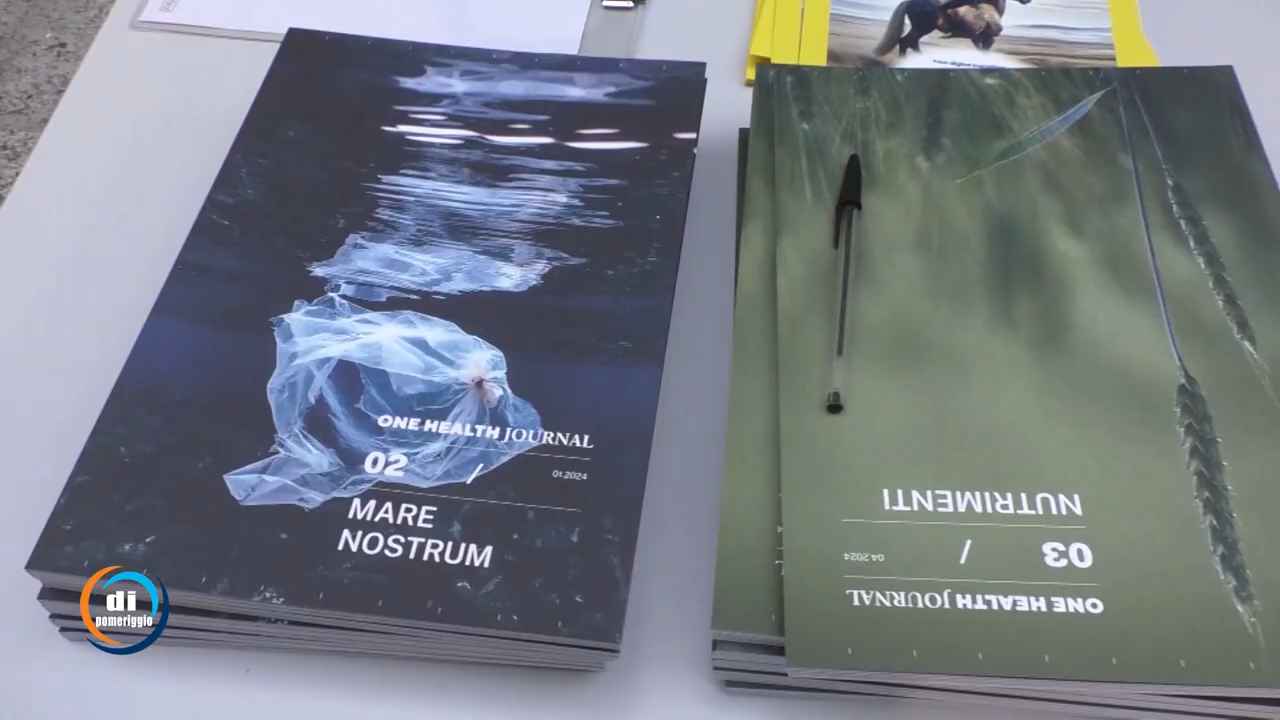 ONE HEALTH JOURNAL
02 / 01.2024
MARE
NOSTRUM
ONE HEALTH JOURNAL
03 / 04.2024
NUTRIMENTI
di
pomeriggio